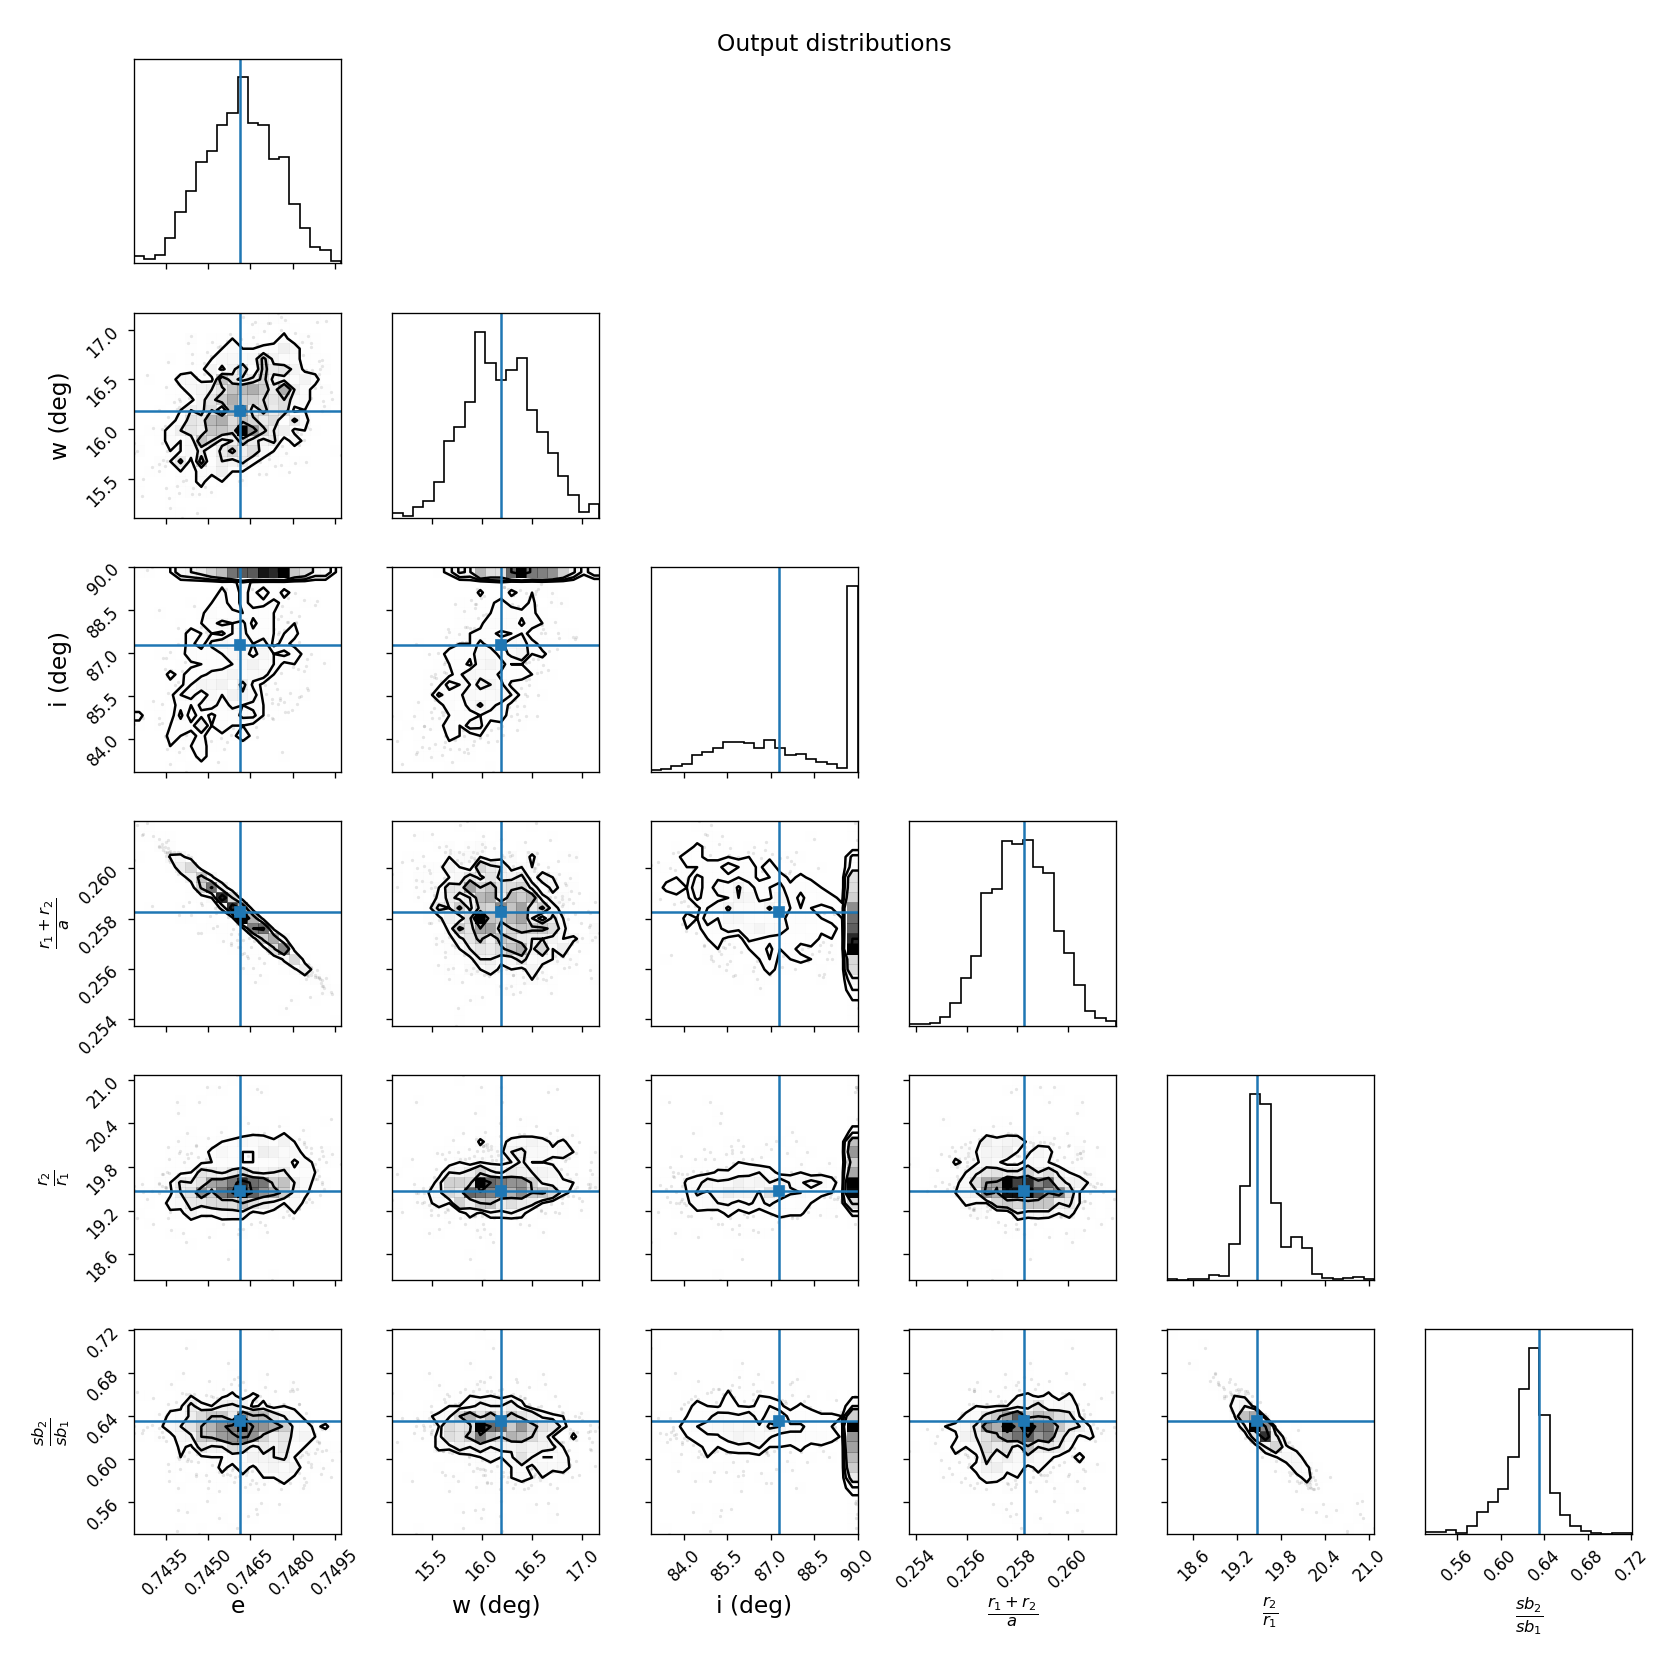 Output distributions
17.0
16.5
16.0
15.5
w (deg)
90.0
88.5
87.0
85.5
84.0
i (deg)
0.260
0.258
0.256
0.254
r₁ + r₂
a
21.0
20.4
19.8
19.2
18.6
r₂
r₁
0.72
0.68
0.64
0.60
0.56
sb₂
sb₁
0.7435 0.7450 0.7465 0.7480 0.7495
15.5 16.0 16.5 17.0
84.0 85.5 87.0 88.5 90.0
0.254 0.256 0.258 0.260
18.6 19.2 19.8 20.4 21.0
0.56 0.60 0.64 0.68 0.72
e
w (deg)
i (deg)
r₁ + r₂
a
r₂
r₁
sb₂
sb₁